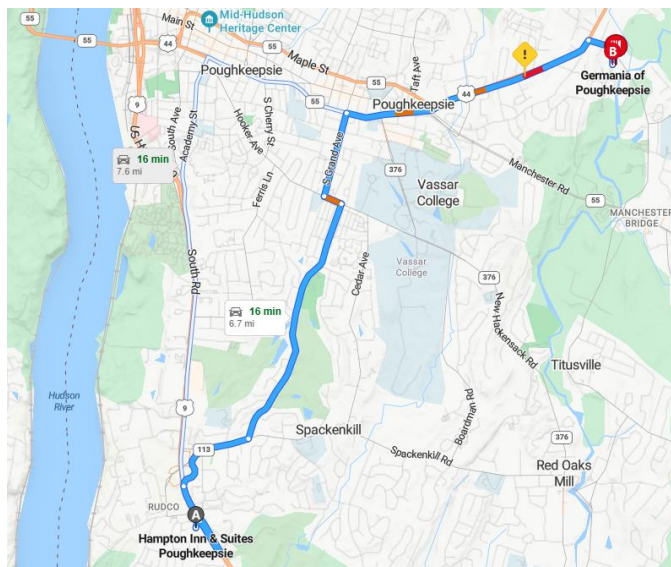 Mid-Hudson
Heritage Center
Main St
55
44
55
44
9
Maple St
Poughkeepsie
Taft Ave
55
Poughkeepsie
44
!
B
Germania of
Poughkeepsie
South Ave
Academy St
S Cherry St
Hooker Ave
S Grand Ave
16 min
7.6 mi
Ferris Ln
376
Vassar
College
Manchester Rd
55
MANCHESTER
BRIDGE
South Rd
Cedar Ave
Vassar
College
376
New Hackensack Rd
16 min
6.7 mi
Titusville
Hudson
River
9
Boardman Rd
113
Spackenkill
Spackenkill Rd
376
Red Oaks
Mill
RUDCO
A
Hampton Inn & Suites
Poughkeepsie